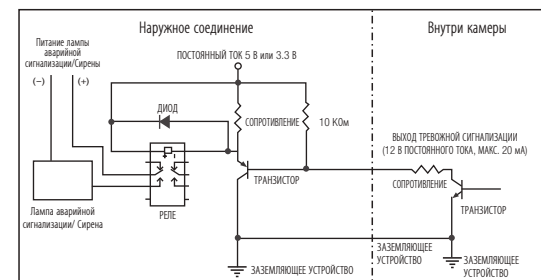 Наружное соединение
Внутри камеры
Питание лампы
аварийной
сигнализации/Сирены
(−)
(+)
ПОСТОЯННЫЙ ТОК 5 В или 3.3 В
ДИОД
СОПРОТИВЛЕНИЕ
10 КОм
ВЫХОД ТРЕВОЖНОЙ СИГНАЛИЗАЦИИ
(12 В ПОСТОЯННОГО ТОКА, МАКС. 20 мА)
ТРАНЗИСТОР
СОПРОТИВЛЕНИЕ
ТРАНЗИСТОР
РЕЛЕ
Лампа аварийной
сигнализации/ Сирена
ЗАЗЕМЛЯЮЩЕЕ
УСТРОЙСТВО
ЗАЗЕМЛЯЮЩЕЕ УСТРОЙСТВО
ЗАЗЕМЛЯЮЩЕЕ
УСТРОЙСТВО